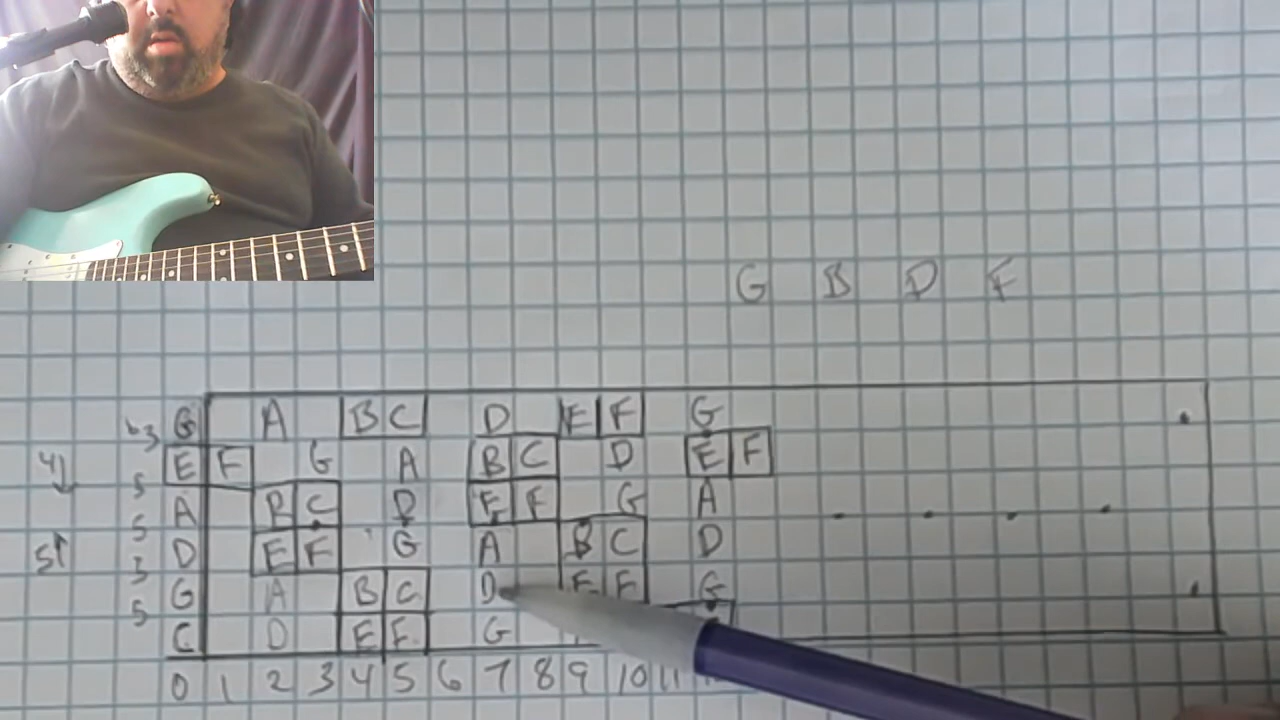 G B D F
b3 G A B C D E F G
4↓ E F G A B C D E F
5 A B C D E F G A
5↑ 5 D E F G A B C D
3 G A B C D E F G
5 C D E F G
0 1 2 3 4 5 6 7 8 9 10 11